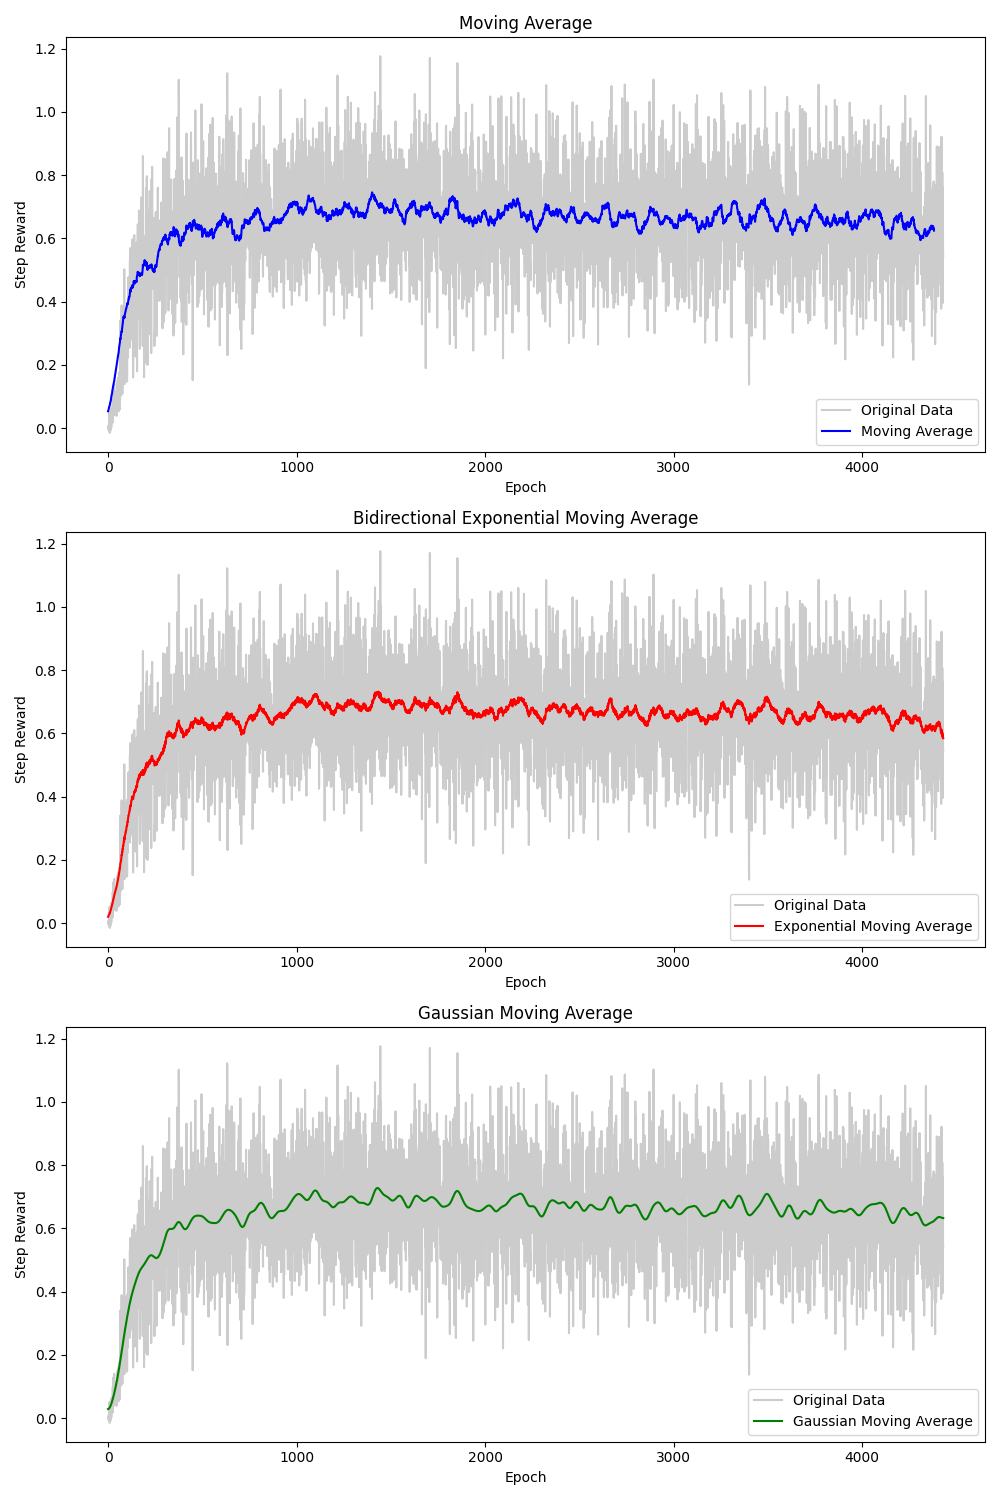 Moving Average
1.2
1.0
0.8
0.6
0.4
0.2
0.0
Step Reward
Original Data
Moving Average
0 1000 2000 3000 4000
Epoch
Bidirectional Exponential Moving Average
1.2
1.0
0.8
0.6
0.4
0.2
0.0
Step Reward
Original Data
Exponential Moving Average
0 1000 2000 3000 4000
Epoch
Gaussian Moving Average
1.2
1.0
0.8
0.6
0.4
0.2
0.0
Step Reward
Original Data
Gaussian Moving Average
0 1000 2000 3000 4000
Epoch